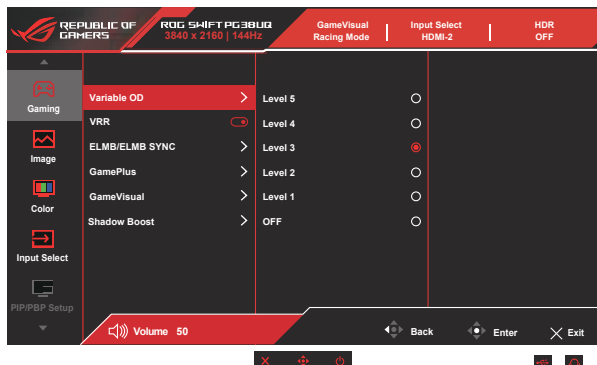 REPUBLIC OF
GAMERS
ROG SWIFT PG38UQ
3840 x 2160 | 144Hz
GameVisual
Racing Mode
Input Select
HDMI-2
HDR
OFF
Gaming
Image
Color
Input Select
PIP/PBP Setup
Variable OD
VRR
ELMB/ELMB SYNC
GamePlus
GameVisual
Shadow Boost
Level 5
Level 4
Level 3
Level 2
Level 1
OFF
Volume 50
Back
Enter
Exit